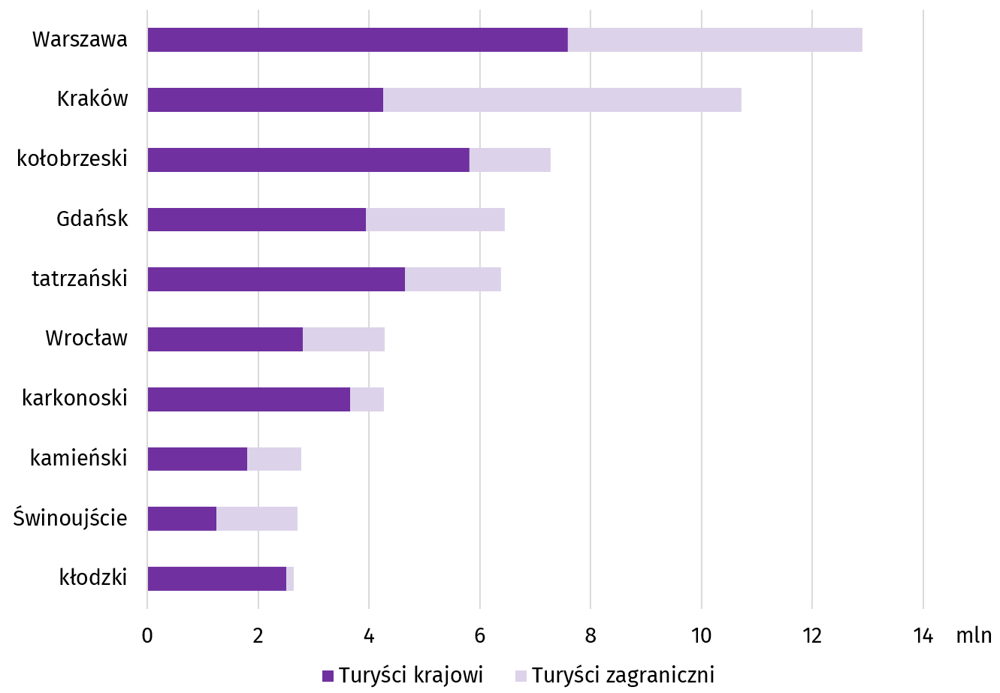 Warszawa
Kraków
kołobrzeski
Gdańsk
tatrzański
Wrocław
karkonoski
kamieński
Świnoujście
kłodzki
0 2 4 6 8 10 12 14 mln
Turyści krajowi Turyści zagraniczni